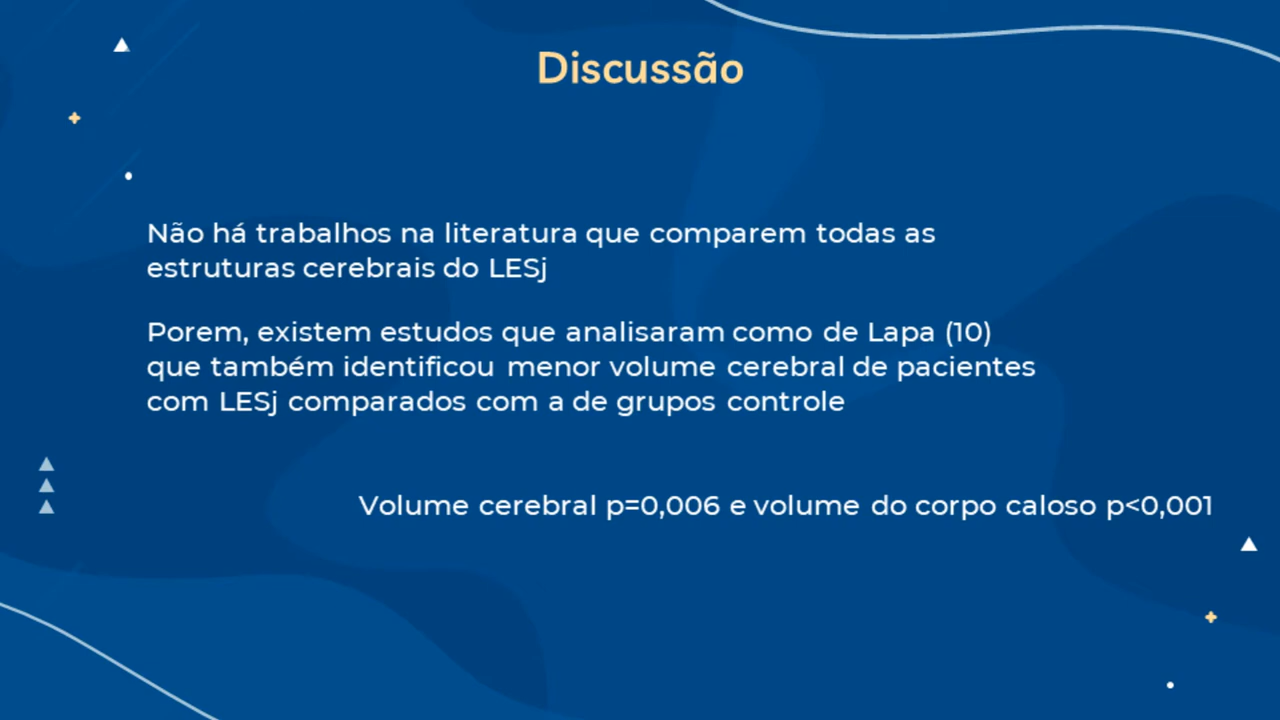 Discussão
Não há trabalhos na literatura que comparem todas as
estruturas cerebrais do LESj
Porem, existem estudos que analisaram como de Lapa (10)
que também identificou menor volume cerebral de pacientes
com LESj comparados com a de grupos controle
Volume cerebral p=0,006 e volume do corpo caloso p<0,001